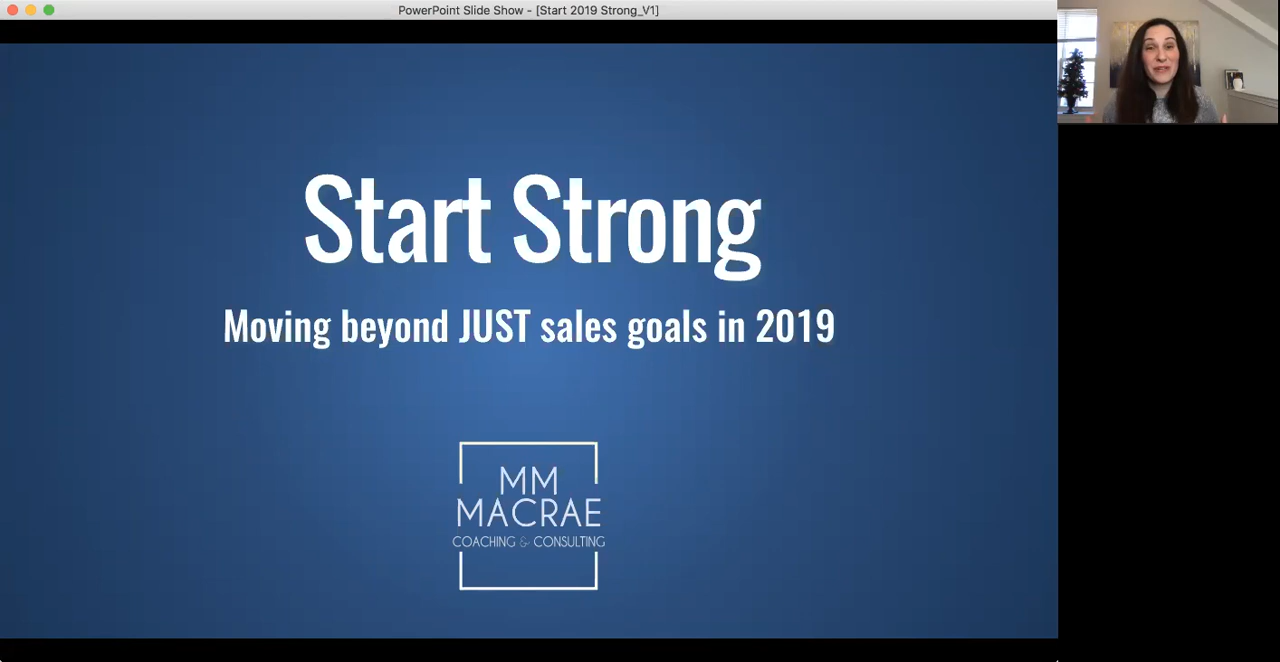 PowerPoint Slide Show - [Start 2019 Strong_V1]
Start Strong
Moving beyond JUST sales goals in 2019
MM
MACRAE
COACHING & CONSULTING